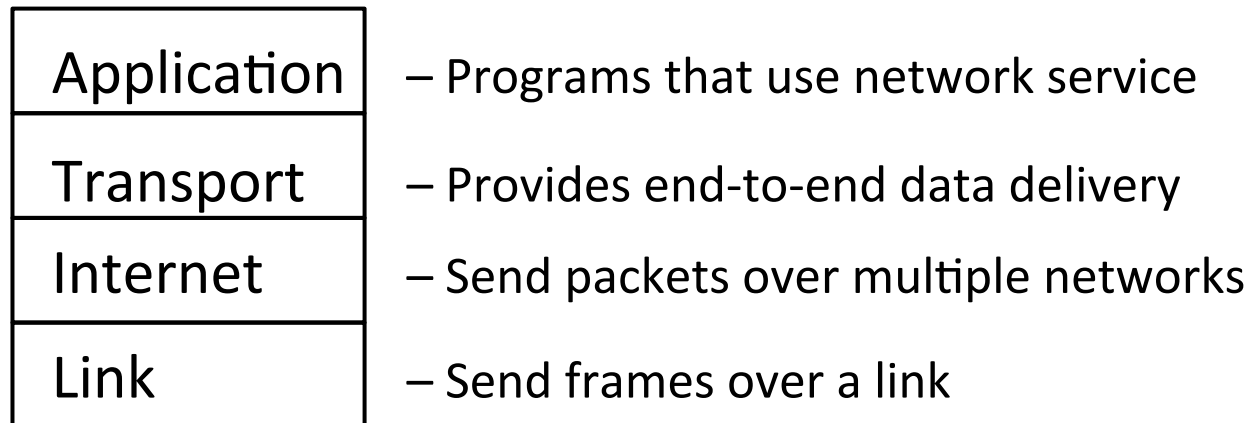 Application – Programs that use network service
Transport – Provides end-to-end data delivery
Internet – Send packets over multiple networks
Link – Send frames over a link